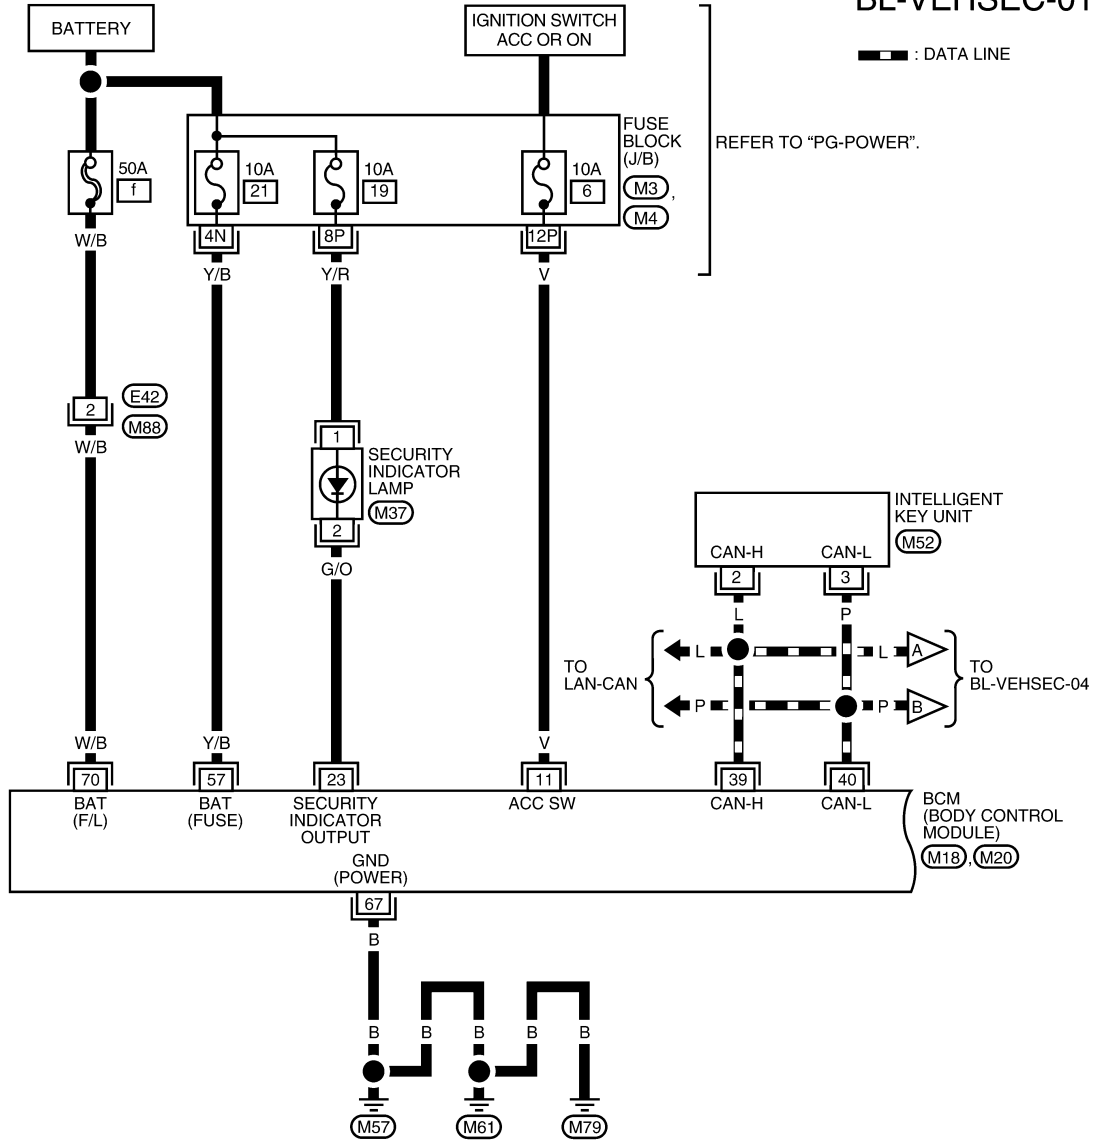 BL-VEHSEC-01
BATTERY
IGNITION SWITCH
ACC OR ON
: DATA LINE
FUSE
BLOCK
(J/B)
M3 ,
M4
REFER TO “PG-POWER”.
50A
f
10A
21
10A
19
10A
6
4N
8P
12P
W/B
Y/B
Y/R
V
2
E42
M88
W/B
1
SECURITY
INDICATOR
LAMP
M37
2
G/O
INTELLIGENT
KEY UNIT
M52
CAN-H
CAN-L
2
3
L
P
TO
LAN-CAN
L
L
A
P
P
B
TO
BL-VEHSEC-04
W/B
Y/B
V
70
57
23
11
39
40
BAT
(F/L)
BAT
(FUSE)
SECURITY
INDICATOR
OUTPUT
ACC SW
CAN-H
CAN-L
BCM
(BODY CONTROL
MODULE)
M18 , M20
GND
(POWER)
67
B
B
B
B
B
B
M57
M61
M79